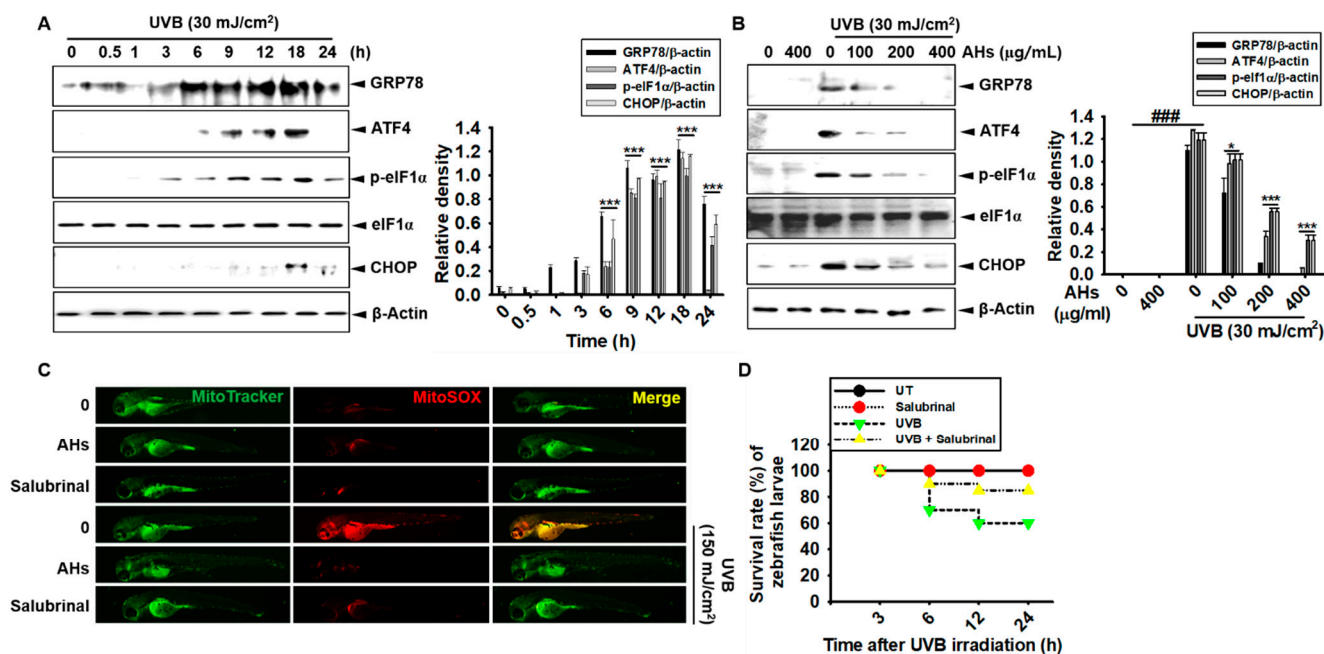 A
UVB (30 mJ/cm²)
0 0.5 1 3 6 9 12 18 24 (h)
GRP78
ATF4
p-eIF1α
eIF1α
CHOP
β-Actin
GRP78/β-actin
ATF4/β-actin
p-eIF1α/β-actin
CHOP/β-actin
Relative density
1.4
1.2
1.0
0.8
0.6
0.4
0.2
0.0
*** *** *** *** ***
0 0.5 1 3 6 9 12 18 24
Time (h)
B
UVB (30 mJ/cm²)
0 400 0 100 200 400 AHs (μg/mL)
GRP78
ATF4
p-eIF1α
eIF1α
CHOP
β-Actin
GRP78/β-actin
ATF4/β-actin
p-elf1α/β-actin
CHOP/β-actin
Relative density
1.4
1.2
1.0
0.8
0.6
0.4
0.2
0.0
### * *** ***
AHs (μg/ml)
0 400 0 100 200 400
UVB (30 mJ/cm²)
C
MitoTracker MitoSOX Merge
0
AHs
Salubrinal
0
AHs
Salubrinal
UVB
(150 mJ/cm²)
D
UT
Salubrinal
UVB
UVB + Salubrinal
Survival rate (%) of
zebrafish larvae
120
100
80
60
40
20
0
3 6 12 24
Time after UVB irradiation (h)